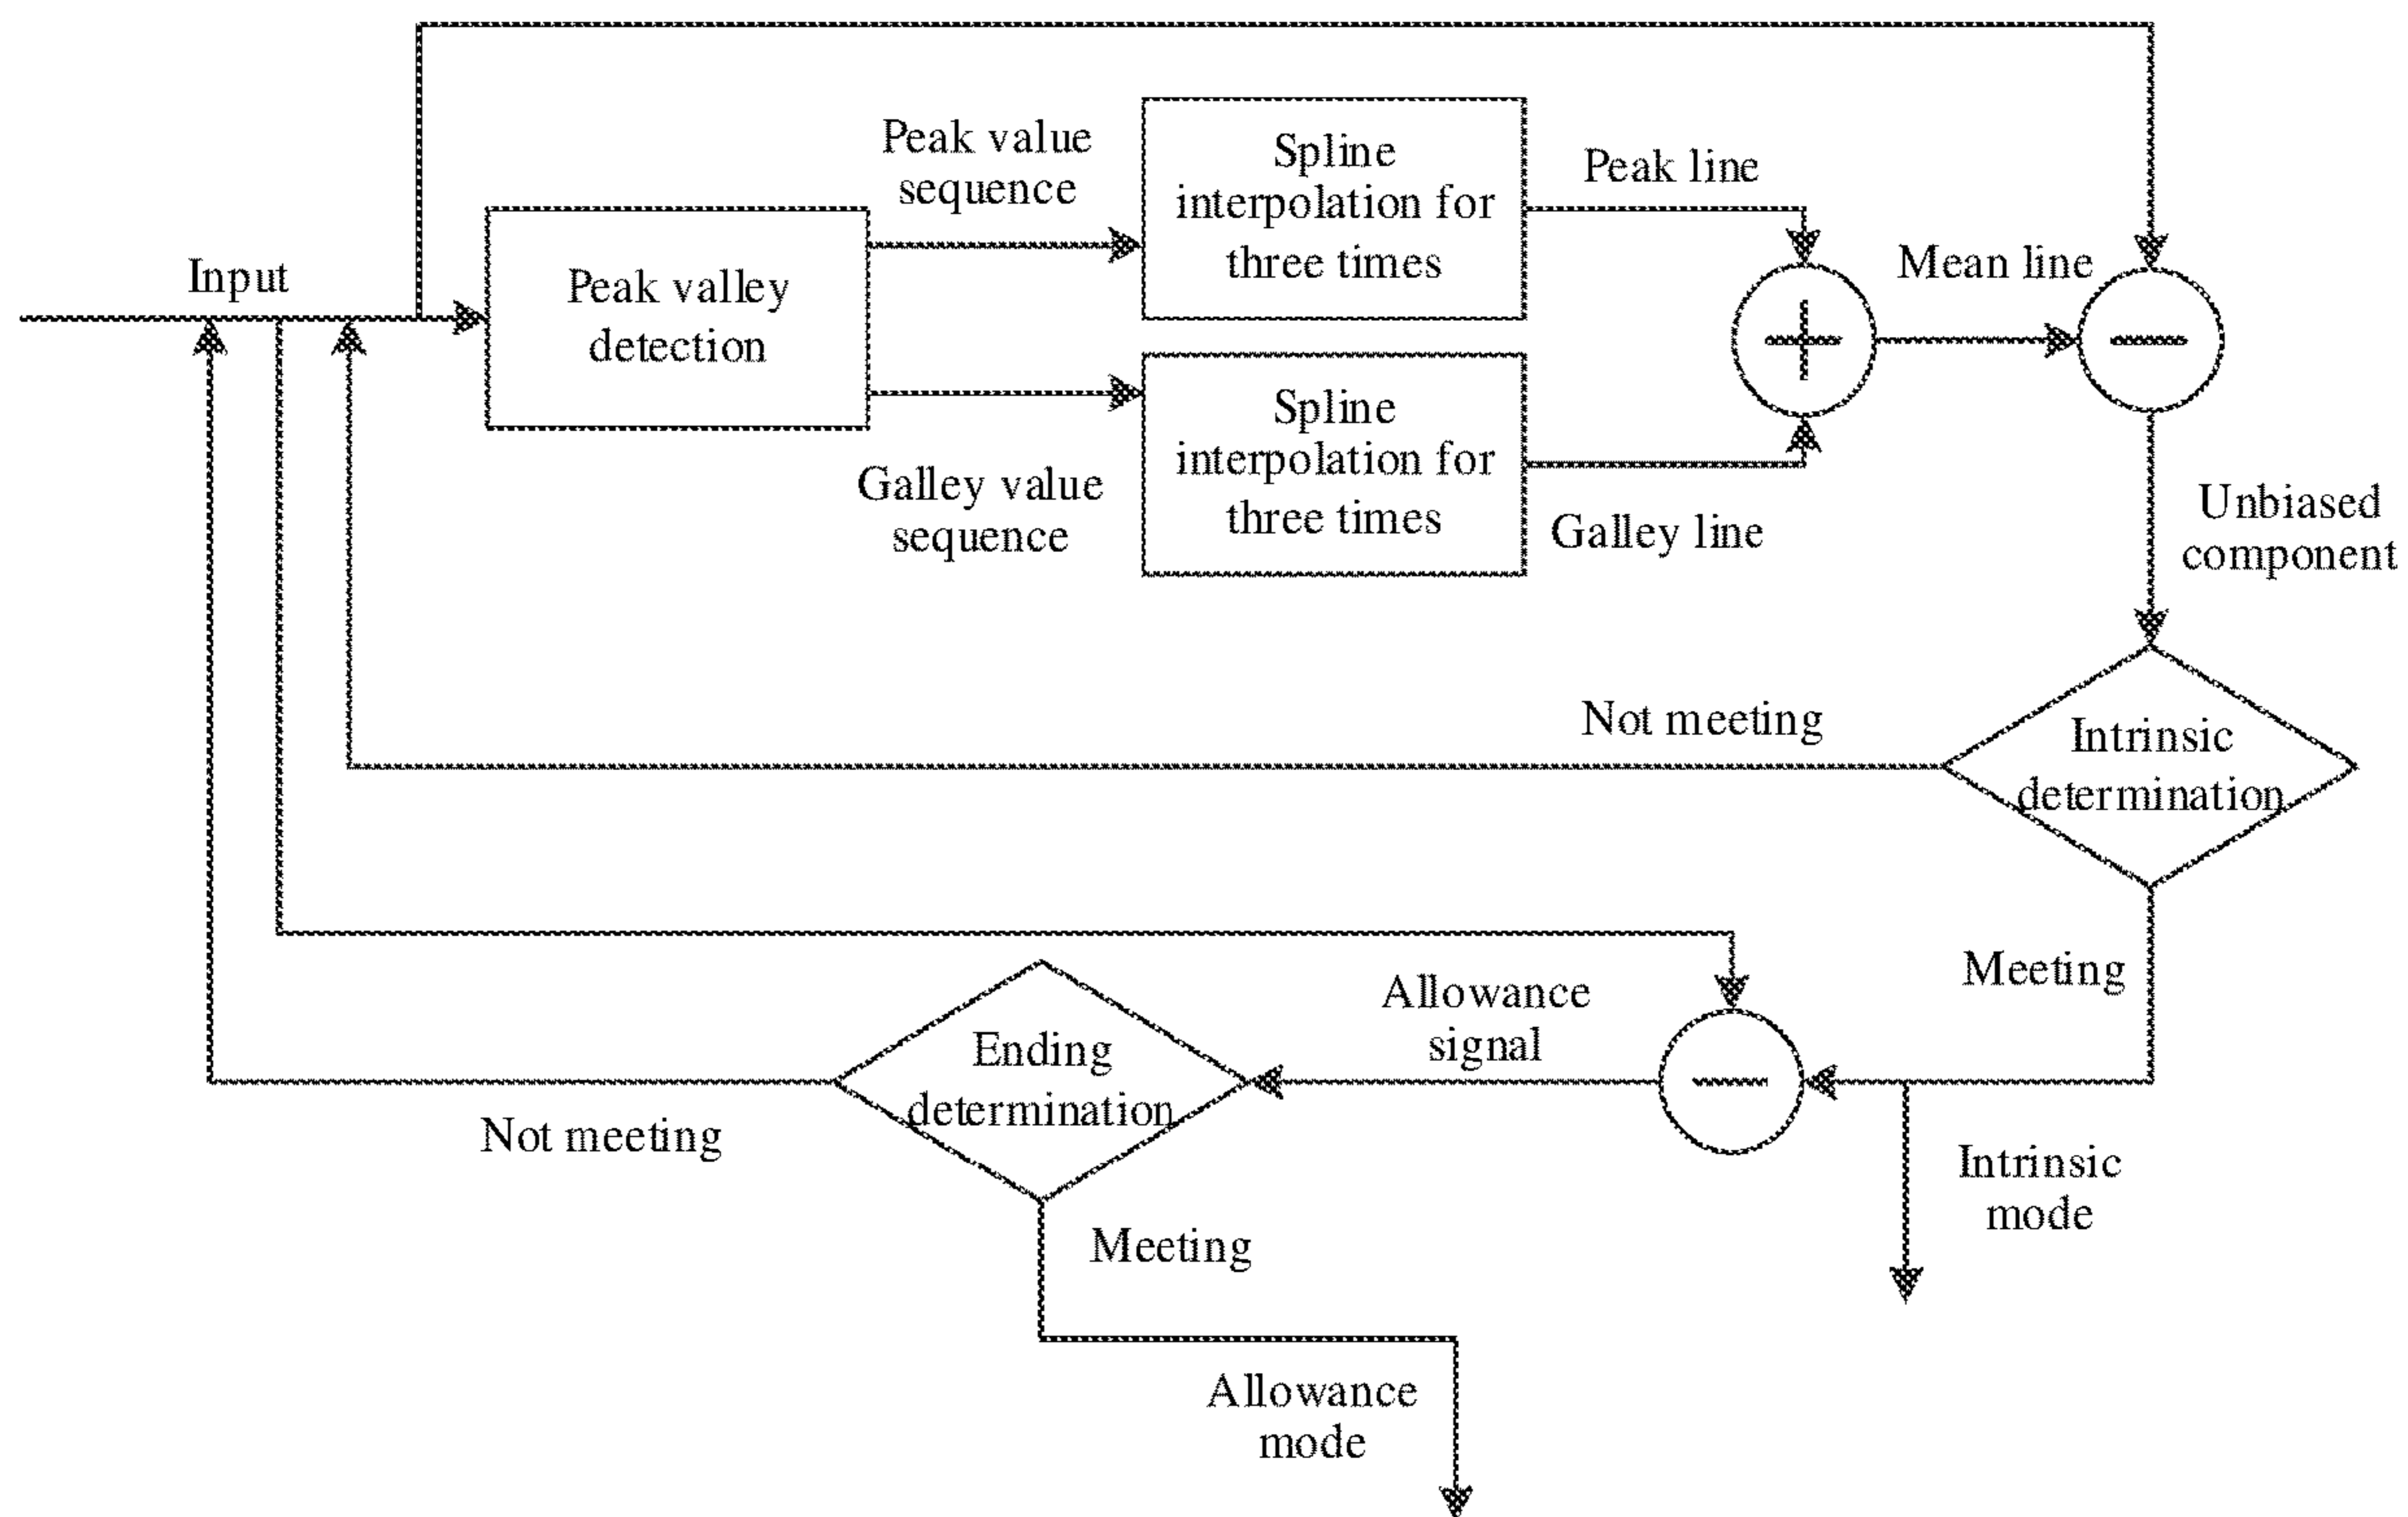 Input
Peak valley
detection
Peak value
sequence
Galley value
sequence
Spline
interpolation for
three times
Spline
interpolation for
three times
Peak line
Galley line
Mean line
Unbiased
component
Intrinsic
determination
Not meeting
Meeting
Intrinsic
mode
Allowance
signal
Ending
determination
Not meeting
Meeting
Allowance
mode